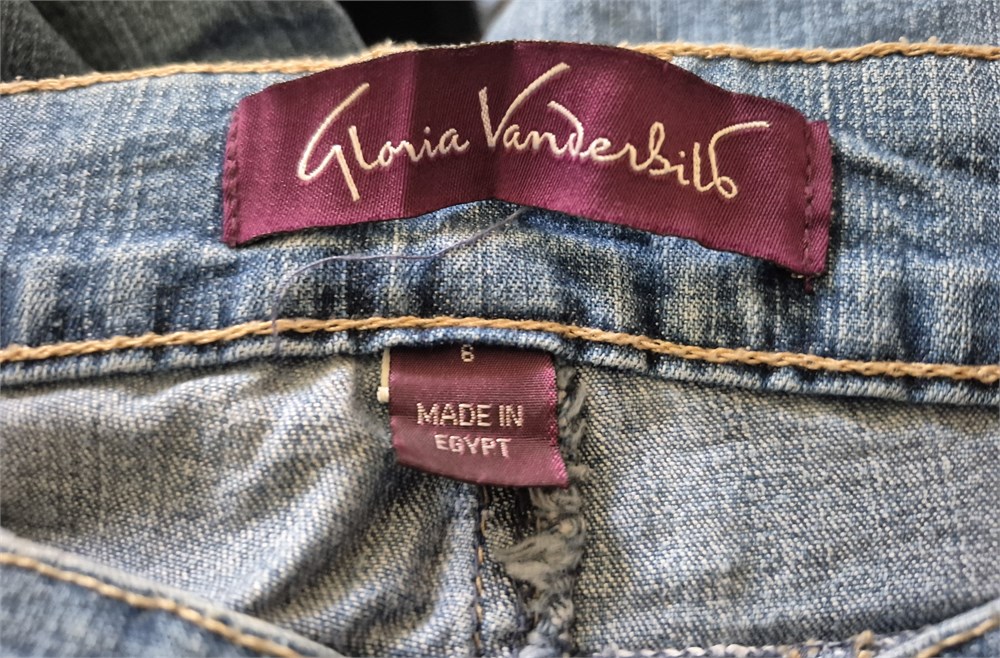 Gloria Vanderbilt
6
MADE IN
EGYPT